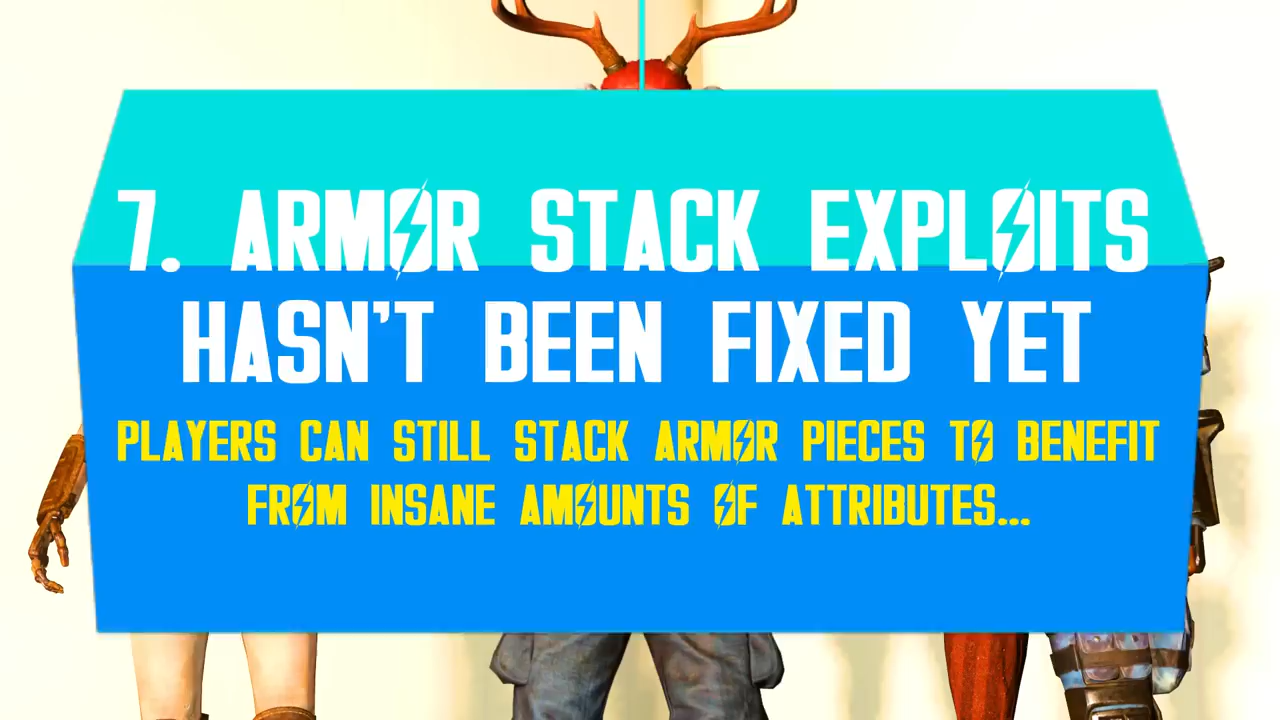 7. ARMOR STACK EXPLOITS
HASN'T BEEN FIXED YET
PLAYERS CAN STILL STACK ARMOR PIECES TO BENEFIT
FROM INSANE AMOUNTS OF ATTRIBUTES...